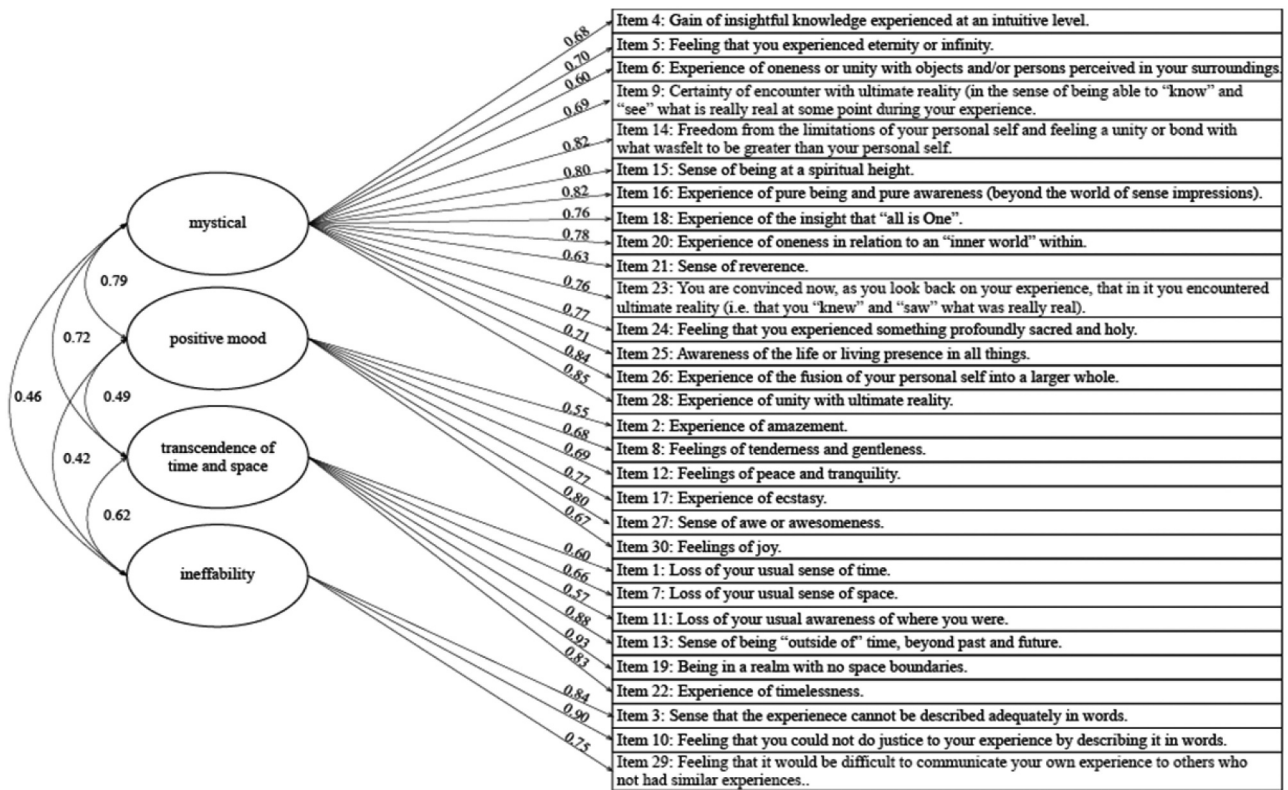 mystical
positive mood
transcendence of
time and space
ineffability
0.79
0.72
0.46
0.49
0.42
0.62
0.68
0.70
0.60
0.69
0.82
0.80
0.82
0.76
0.78
0.63
0.76
0.77
0.71
0.84
0.85
0.55
0.68
0.69
0.77
0.80
0.67
0.60
0.66
0.57
0.88
0.93
0.83
0.84
0.90
0.75
Item 4: Gain of insightful knowledge experienced at an intuitive level.
Item 5: Feeling that you experienced eternity or infinity.
Item 6: Experience of oneness or unity with objects and/or persons perceived in your surroundings
Item 9: Certainty of encounter with ultimate reality (in the sense of being able to “know” and
“see” what is really real at some point during your experience.
Item 14: Freedom from the limitations of your personal self and feeling a unity or bond with
what wasfelt to be greater than your personal self.
Item 15: Sense of being at a spiritual height.
Item 16: Experience of pure being and pure awareness (beyond the world of sense impressions).
Item 18: Experience of the insight that “all is One”.
Item 20: Experience of oneness in relation to an “inner world” within.
Item 21: Sense of reverence.
Item 23: You are convinced now, as you look back on your experience, that in it you encountered
ultimate reality (i.e. that you “knew” and “saw” what was really real).
Item 24: Feeling that you experienced something profoundly sacred and holy.
Item 25: Awareness of the life or living presence in all things.
Item 26: Experience of the fusion of your personal self into a larger whole.
Item 28: Experience of unity with ultimate reality.
Item 2: Experience of amazement.
Item 8: Feelings of tenderness and gentleness.
Item 12: Feelings of peace and tranquility.
Item 17: Experience of ecstasy.
Item 27: Sense of awe or awesomeness.
Item 30: Feelings of joy.
Item 1: Loss of your usual sense of time.
Item 7: Loss of your usual sense of space.
Item 11: Loss of your usual awareness of where you were.
Item 13: Sense of being “outside of” time, beyond past and future.
Item 19: Being in a realm with no space boundaries.
Item 22: Experience of timelessness.
Item 3: Sense that the experienece cannot be described adequately in words.
Item 10: Feeling that you could not do justice to your experience by describing it in words.
Item 29: Feeling that it would be difficult to communicate your own experience to others who
not had similar experiences..